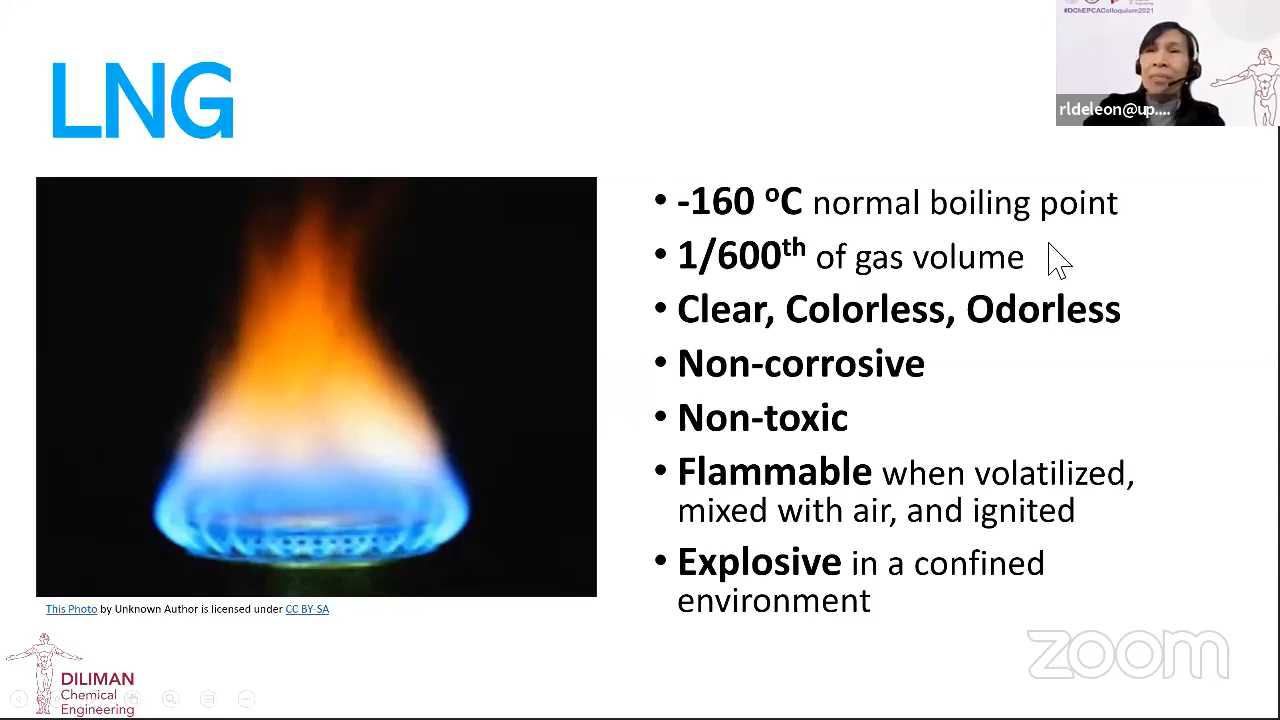 #DChEPCAColloquium2021
rldeleon@up....
LNG
• -160 ᵒC normal boiling point
• 1/600th of gas volume
• Clear, Colorless, Odorless
• Non-corrosive
• Non-toxic
• Flammable when volatilized,
mixed with air, and ignited
• Explosive in a confined
environment
This Photo by Unknown Author is licensed under CC BY-SA
zoom
DILIMAN
Chemical
Engineering